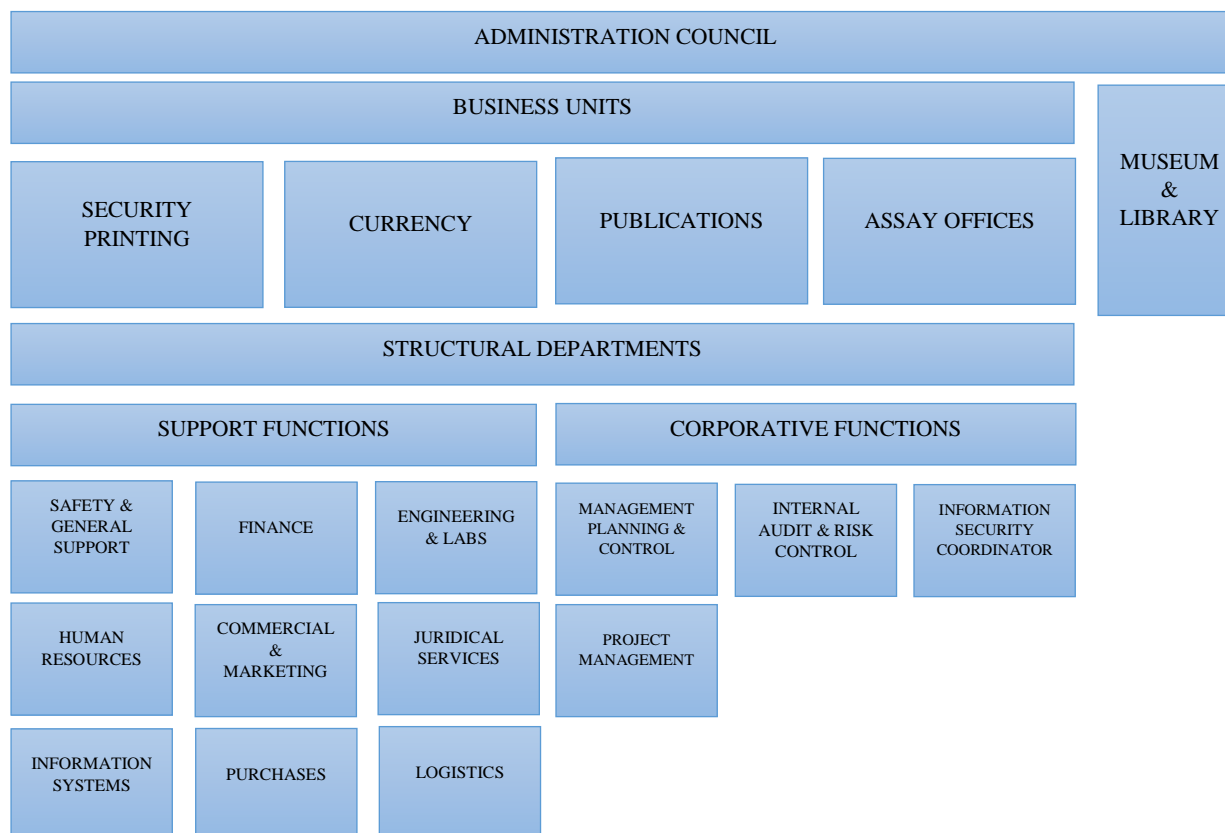 ADMINISTRATION COUNCIL
BUSINESS UNITS
MUSEUM
&
LIBRARY
SECURITY
PRINTING
CURRENCY
PUBLICATIONS
ASSAY OFFICES
STRUCTURAL DEPARTMENTS
SUPPORT FUNCTIONS
CORPORATIVE FUNCTIONS
SAFETY &
GENERAL
SUPPORT
FINANCE
ENGINEERING
& LABS
MANAGEMENT
PLANNING &
CONTROL
INTERNAL
AUDIT & RISK
CONTROL
INFORMATION
SECURITY
COORDINATOR
HUMAN
RESOURCES
COMMERCIAL
&
MARKETING
JURIDICAL
SERVICES
PROJECT
MANAGEMENT
INFORMATION
SYSTEMS
PURCHASES
LOGISTICS